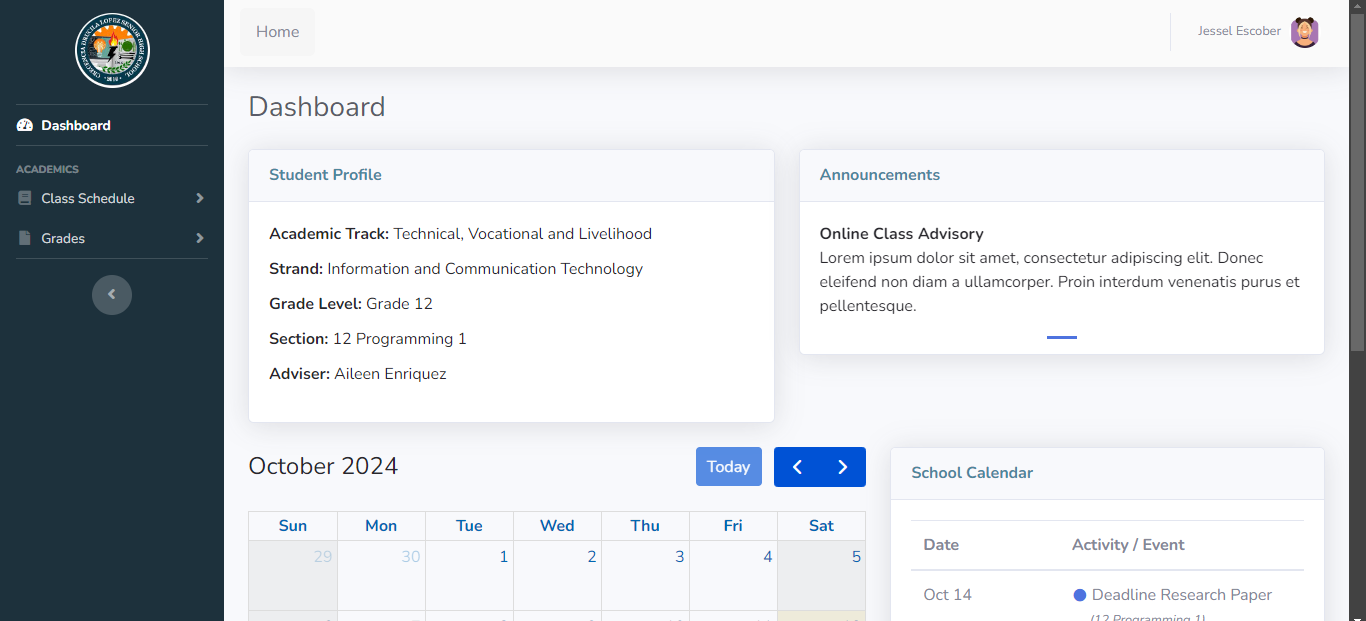 Home
Jessel Escober
Dashboard
ACADEMICS
Class Schedule
Grades
Dashboard
Student Profile
Academic Track: Technical, Vocational and Livelihood
Strand: Information and Communication Technology
Grade Level: Grade 12
Section: 12 Programming 1
Adviser: Aileen Enriquez
Announcements
Online Class Advisory
Lorem ipsum dolor sit amet, consectetur adipiscing elit. Donec
eleifend non diam a ullamcorper. Proin interdum venenatis purus et
pellentesque.
October 2024
Today
Sun Mon Tue Wed Thu Fri Sat
29 30 1 2 3 4 5
School Calendar
Date Activity / Event
Oct 14 Deadline Research Paper
(12 Programming 1)